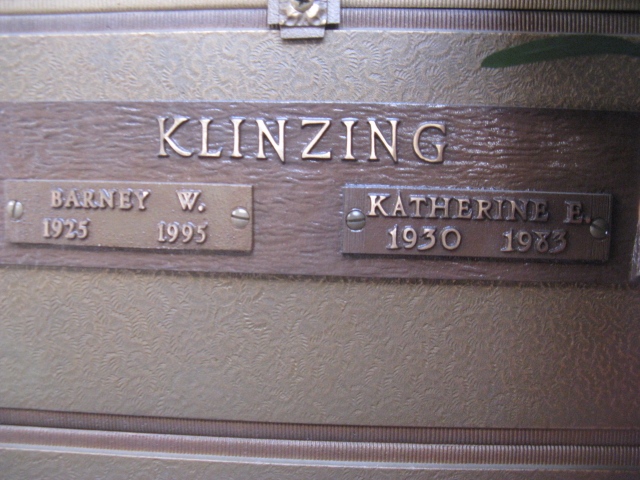 KLINZING
BARNEY W.
1925 1995
KATHERINE E.
1930 1983